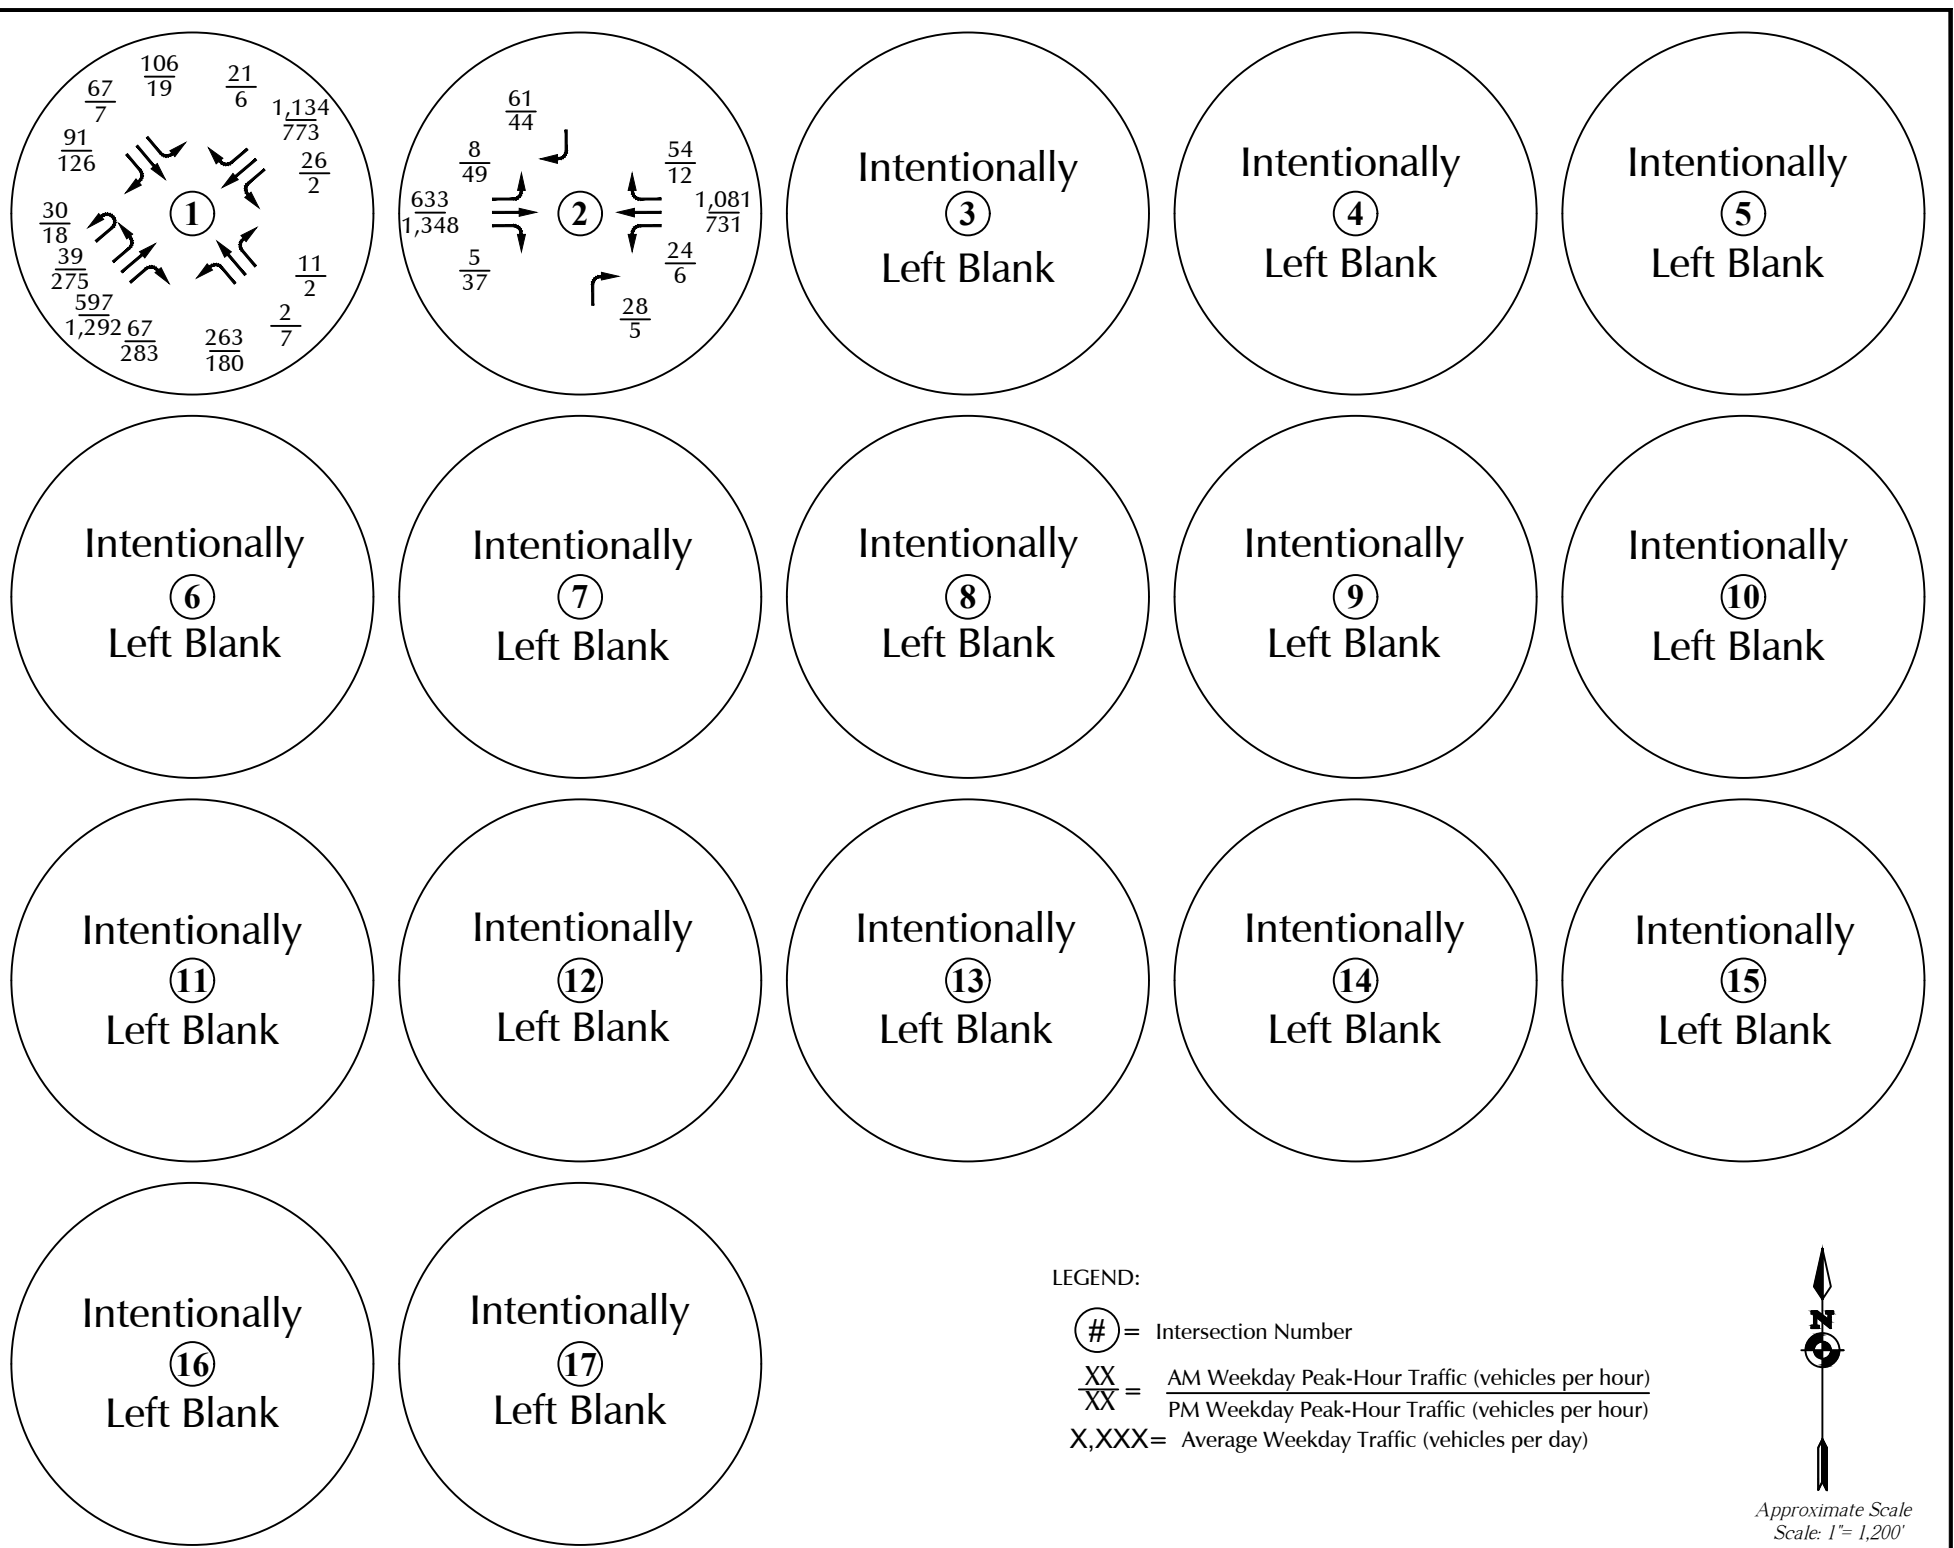 106
19
21
6
67
7
1,134
773
91
126
26
2
1
30
18
39
275
11
2
597
1,292
67
283
2
7
263
180
61
44
8
49
54
12
633
1,348
2
1,081
731
5
37
24
6
28
5
Intentionally
3
Left Blank
Intentionally
4
Left Blank
Intentionally
5
Left Blank
Intentionally
6
Left Blank
Intentionally
7
Left Blank
Intentionally
8
Left Blank
Intentionally
9
Left Blank
Intentionally
10
Left Blank
Intentionally
11
Left Blank
Intentionally
12
Left Blank
Intentionally
13
Left Blank
Intentionally
14
Left Blank
Intentionally
15
Left Blank
Intentionally
16
Left Blank
Intentionally
17
Left Blank
LEGEND:
# = Intersection Number
XX
XX
= AM Weekday Peak-Hour Traffic (vehicles per hour)
PM Weekday Peak-Hour Traffic (vehicles per hour)
X,XXX= Average Weekday Traffic (vehicles per day)
N
Approximate Scale
Scale: 1"= 1,200'